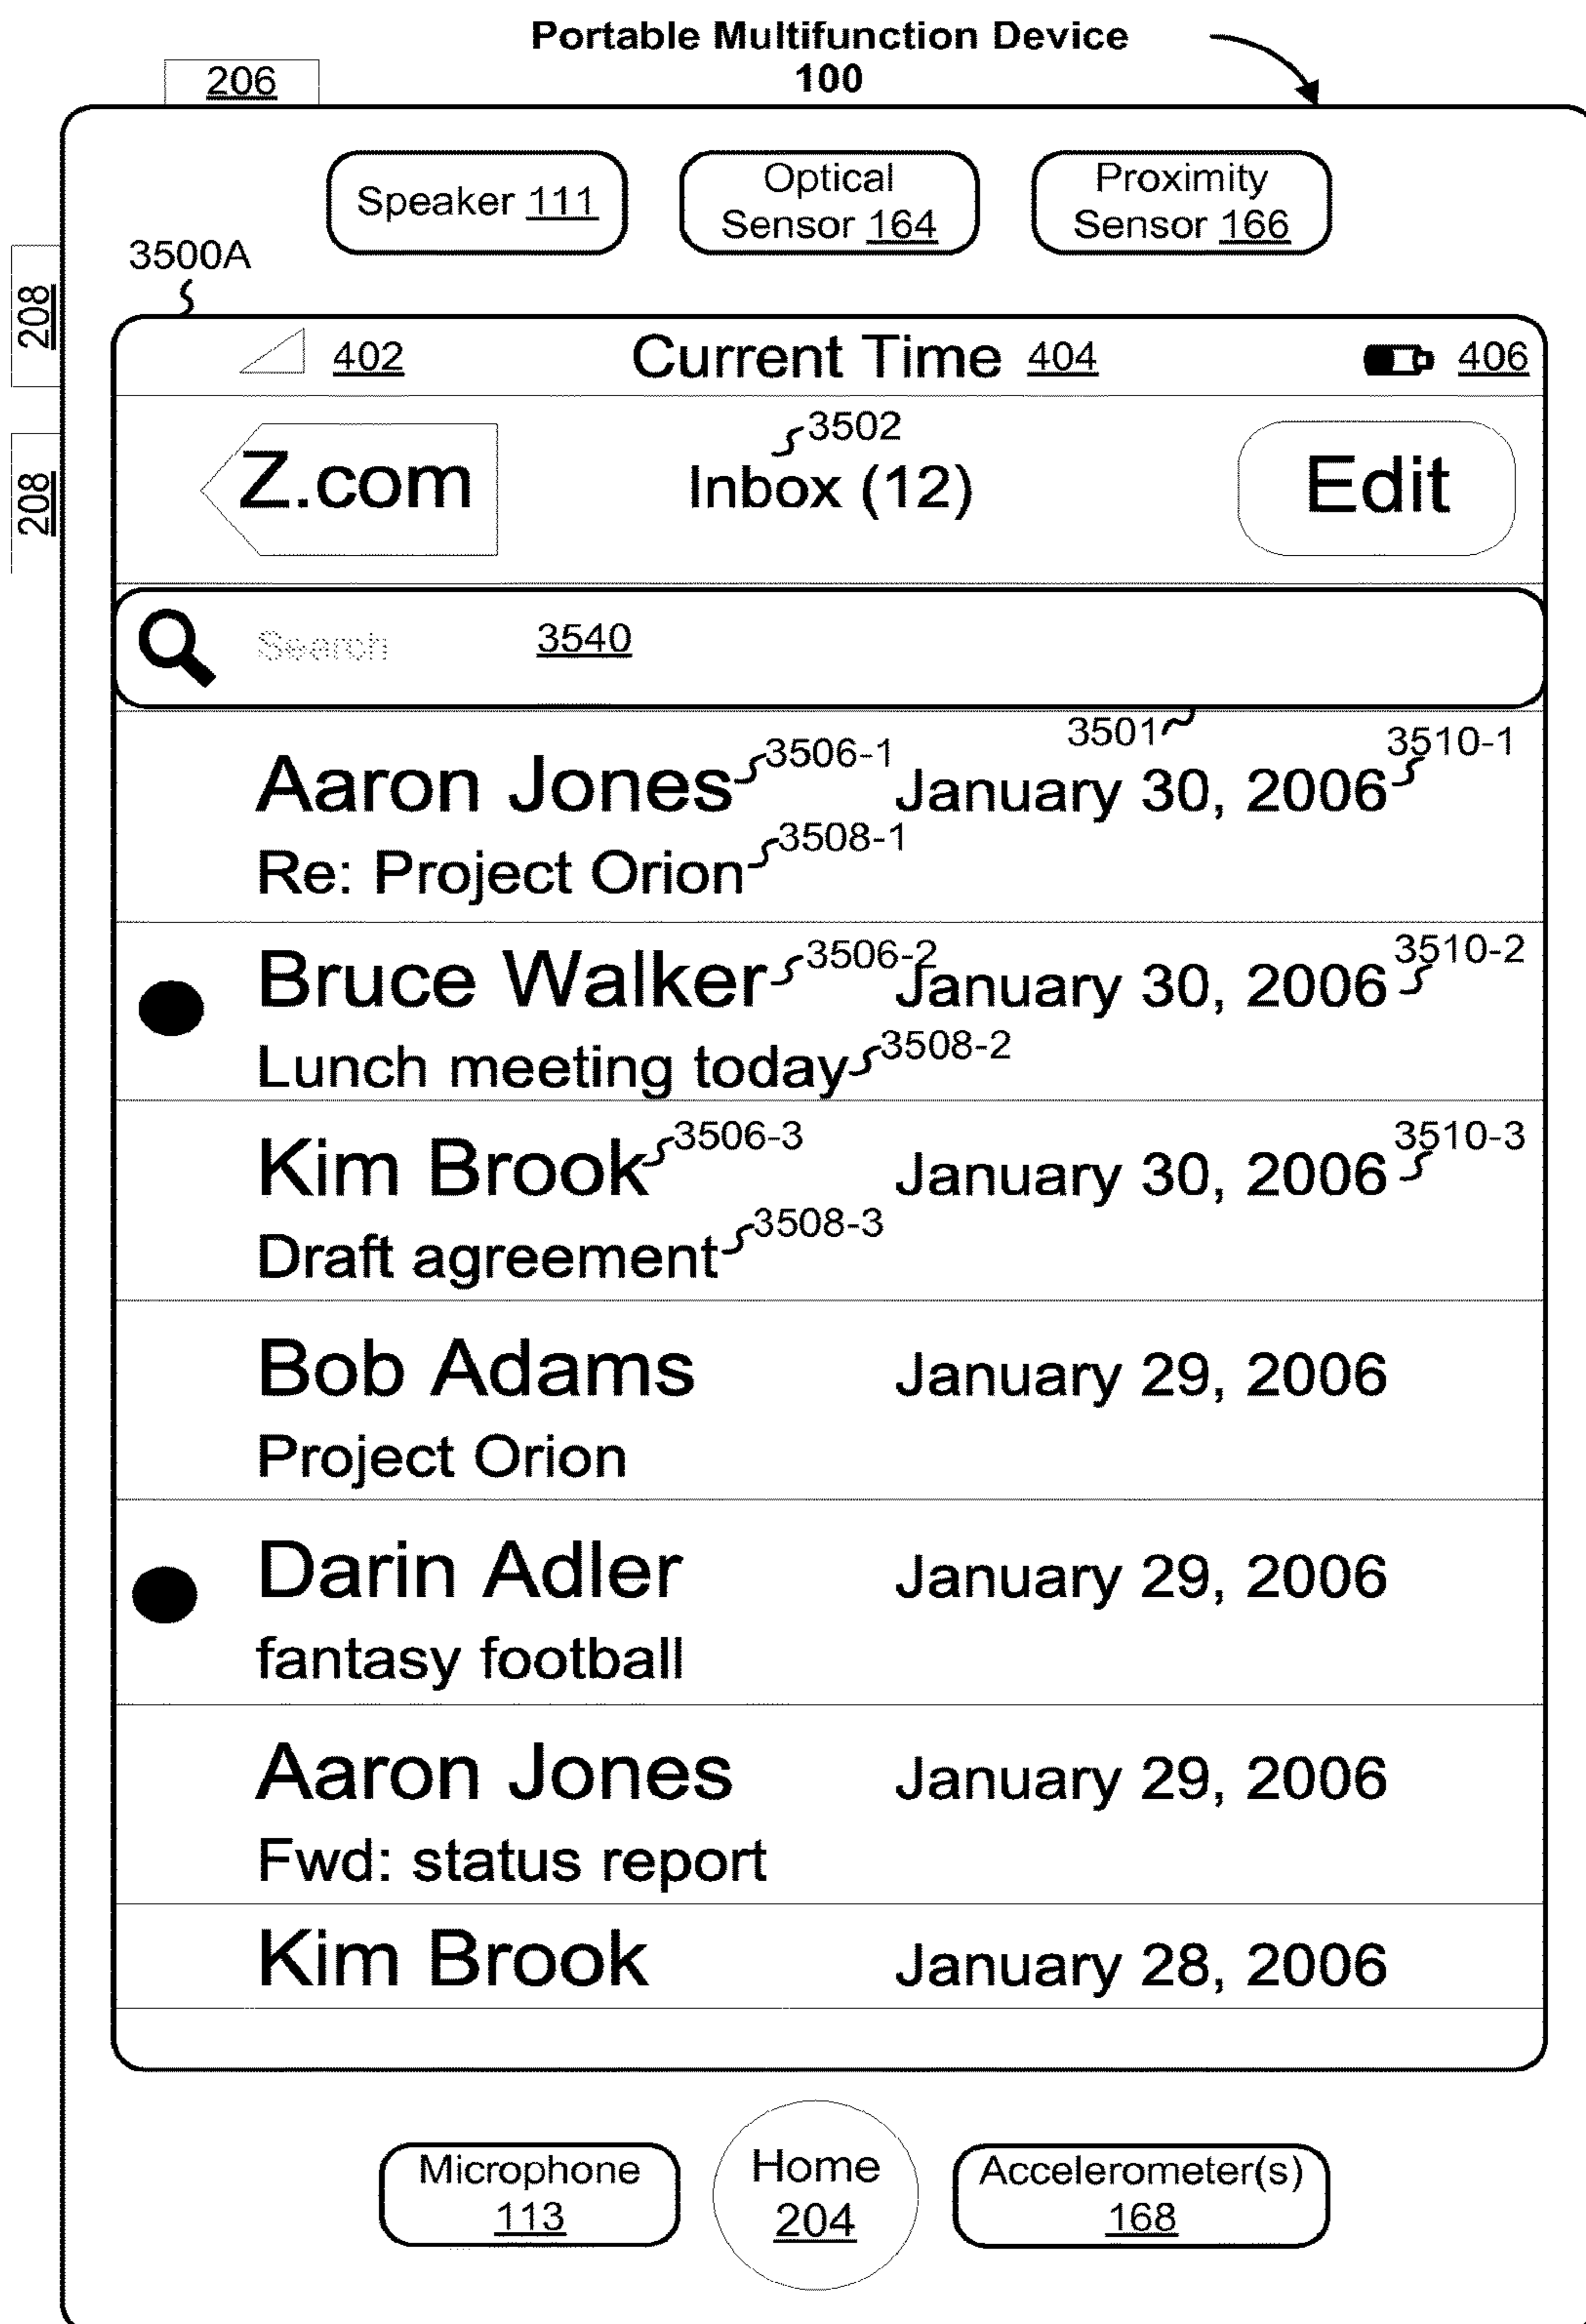 Portable Multifunction Device
100
206
Speaker 111
Optical
Sensor 164
Proximity
Sensor 166
3500A
208
208
402 Current Time 404 406
3502
Z.com Inbox (12) Edit
Search 3540
3501
3506-1 3510-1
Aaron Jones January 30, 2006
3508-1
Re: Project Orion
3506-2 3510-2
Bruce Walker January 30, 2006
3508-2
Lunch meeting today
3506-3 3510-3
Kim Brook January 30, 2006
3508-3
Draft agreement
Bob Adams January 29, 2006
Project Orion
Darin Adler January 29, 2006
fantasy football
Aaron Jones January 29, 2006
Fwd: status report
Kim Brook January 28, 2006
Microphone
113
Home
204
Accelerometer(s)
168